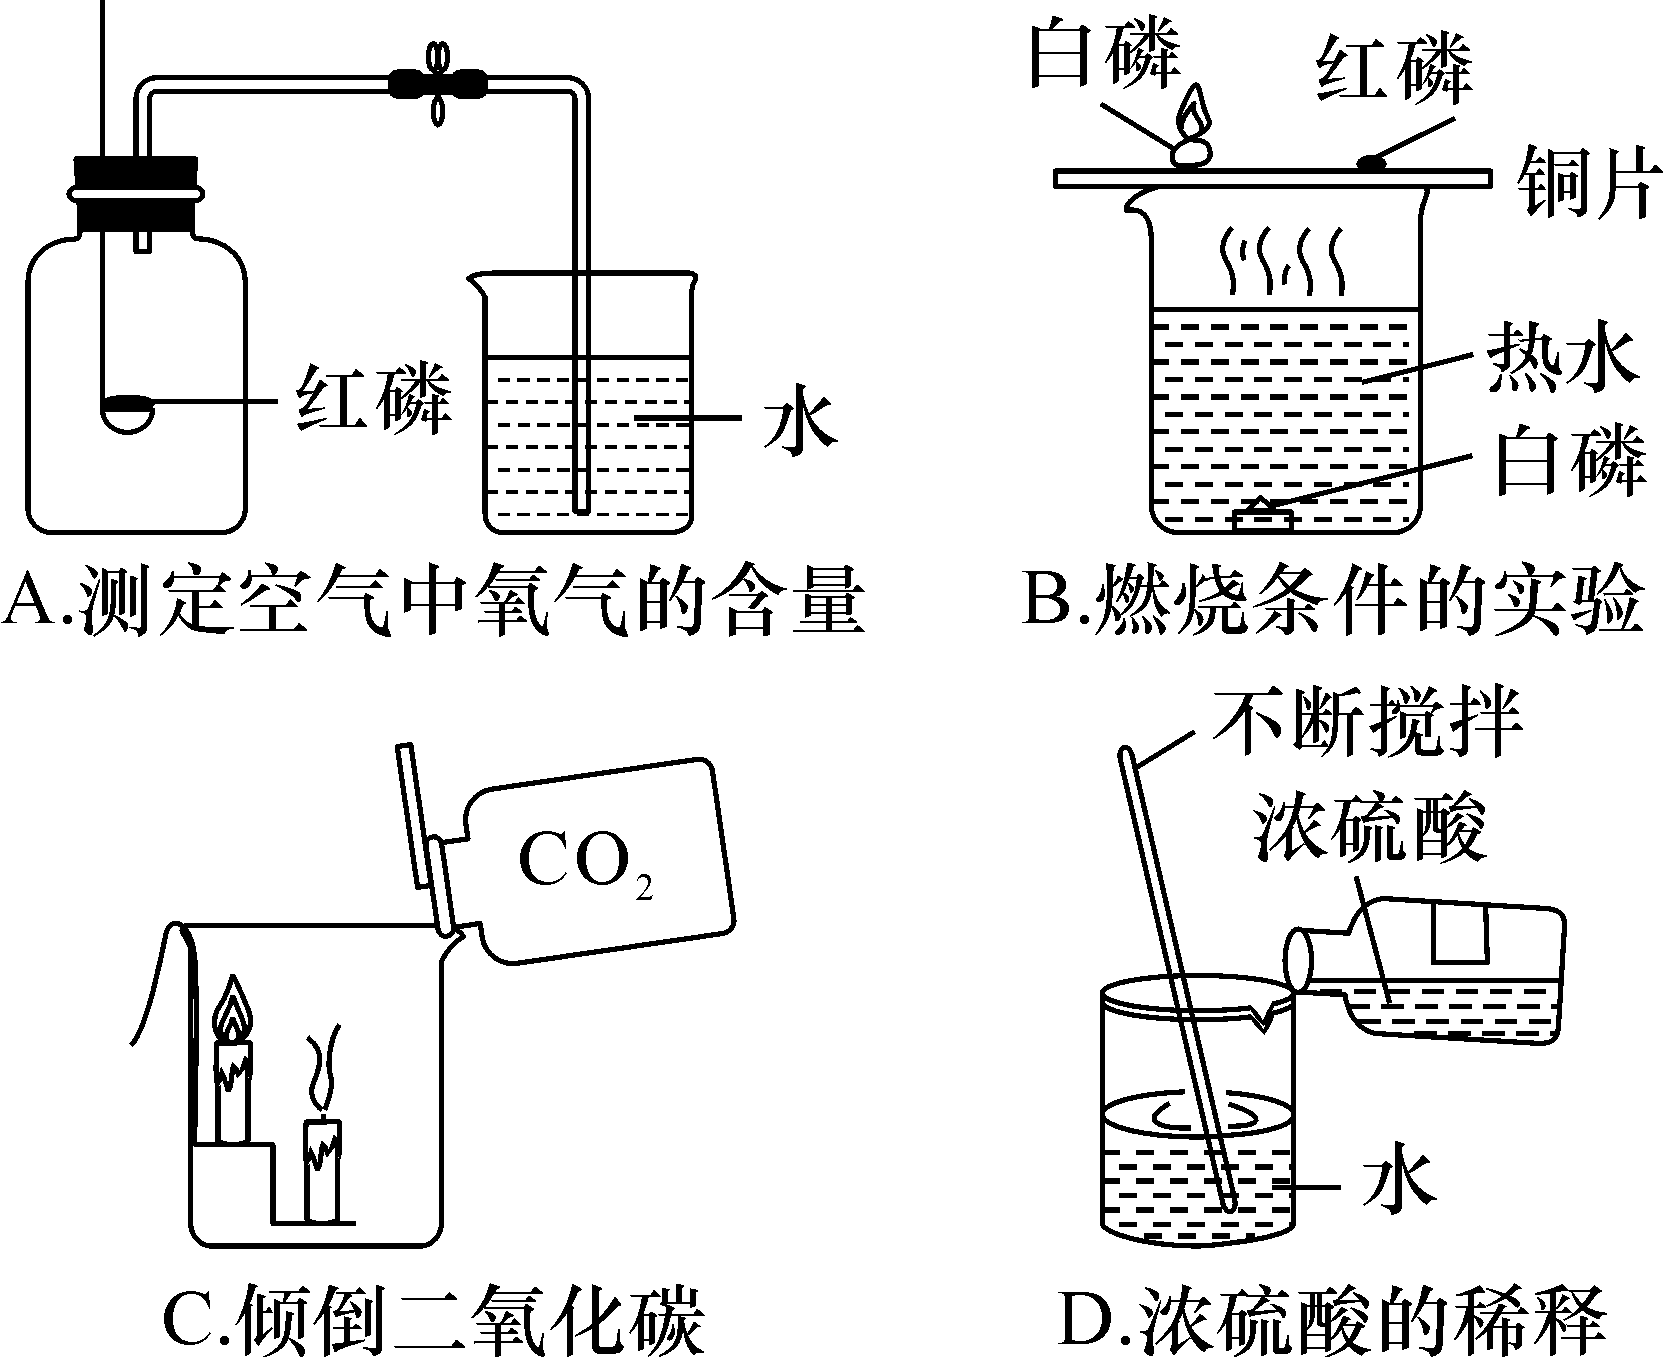 红磷
水
A.测定空气中氧气的含量
白磷
红磷
铜片
热水
白磷
B.燃烧条件的实验
CO₂
C.倾倒二氧化碳
不断搅拌
浓硫酸
水
D.浓硫酸的稀释